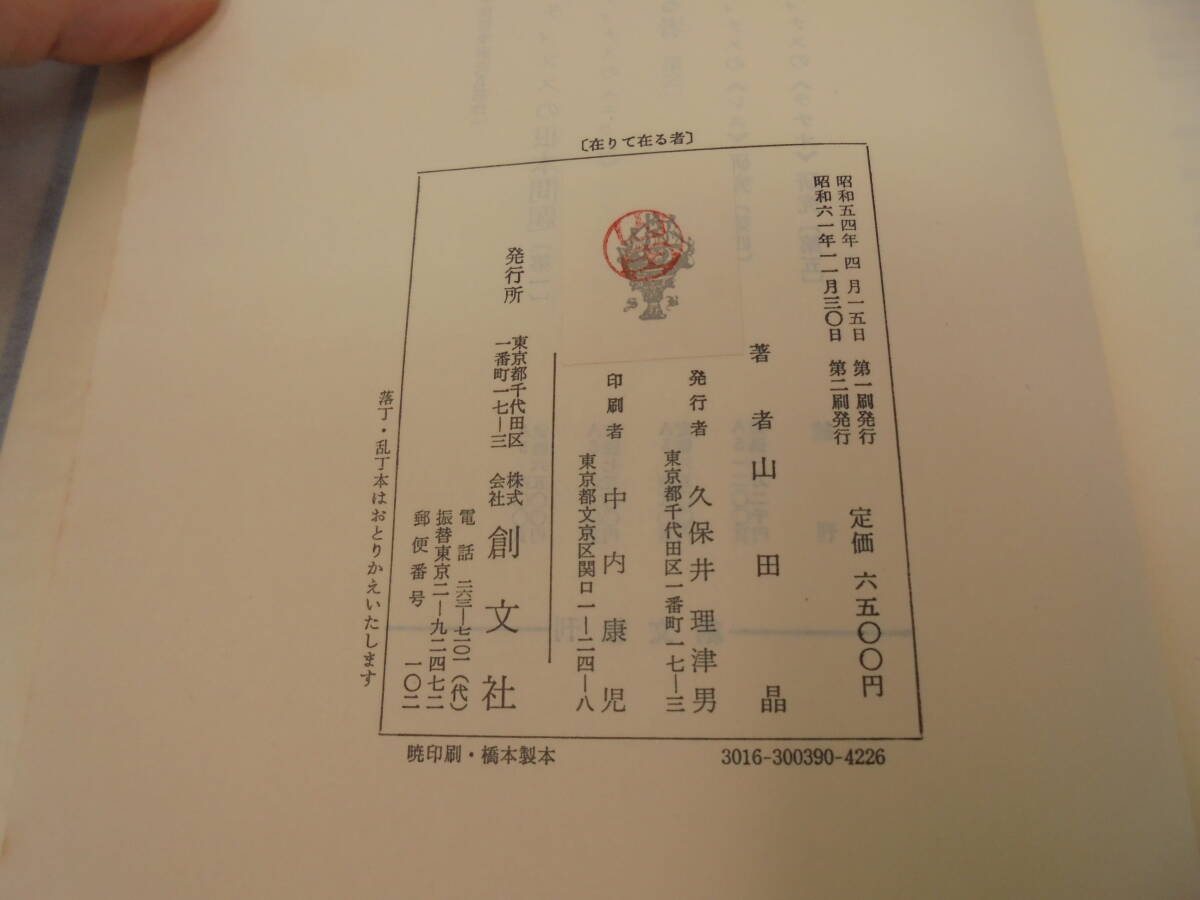 〔在りて在る者〕
昭和五四年 四 月一五日 第一刷発行
昭和六一年一一月三〇日 第二刷発行
定価 六五〇〇円
著 者 山 田 晶
発行者 久保井 理津男
東京都千代田区一番町一七―三
印刷者 中 内 康 児
東京都文京区関口一―二四―八
発行所
東京都千代田区
一番町一七―三
株式
会社
創 文 社
電 話 二六三―七一〇一(代)
振替東京二―九二四七二
郵便番号 一〇二
落丁・乱丁本はおとりかえいたします
暁印刷・橋本製本
3016-300390-4226